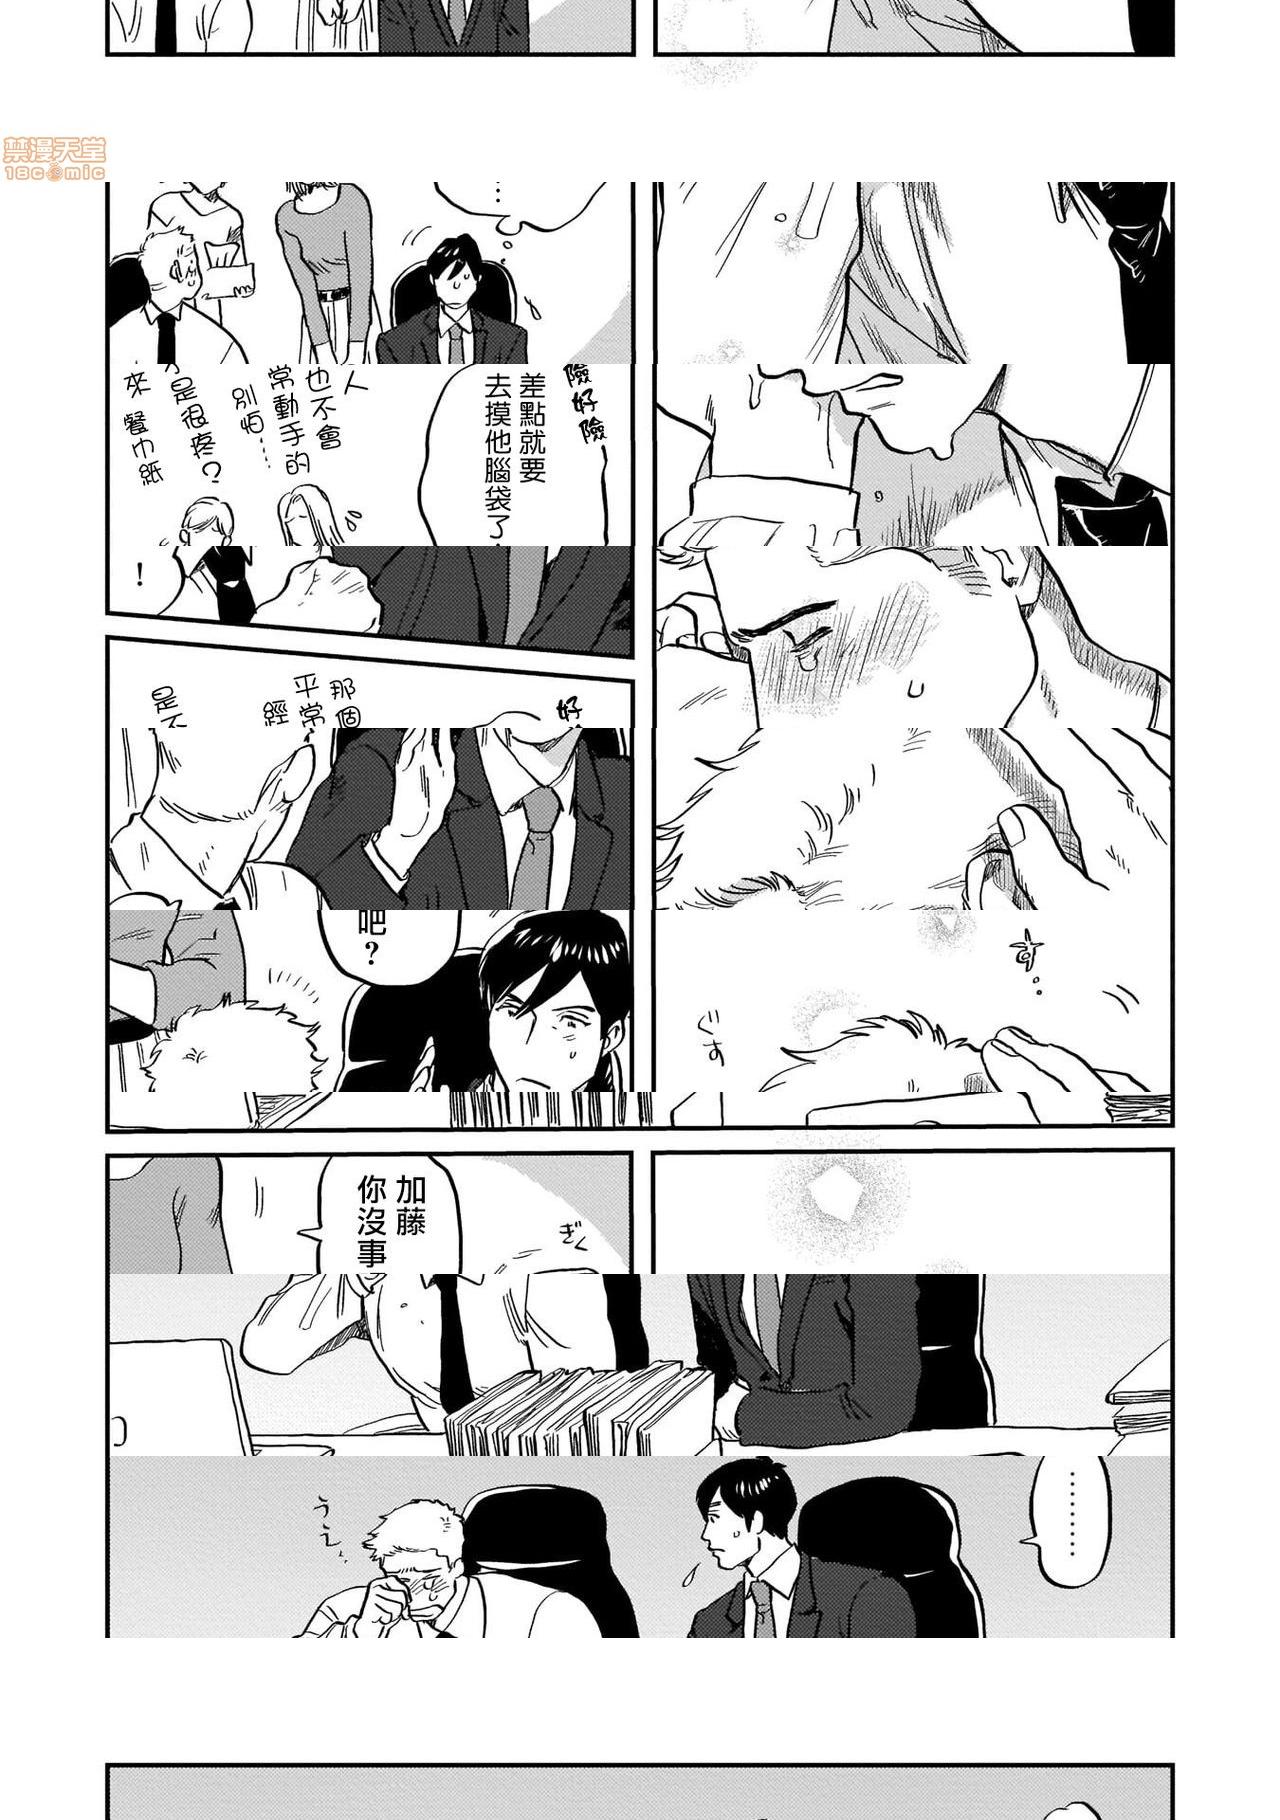 禁漫天堂
18comic
…
險好險
差點就要
去摸他腦袋了
人
也不會
常動手的
別怕…
是很疼?
來 餐巾紙
!
好
那個
平常
經
是不
す…
ぐす
吧?
加藤
你沒事
ぎく
………
うえ